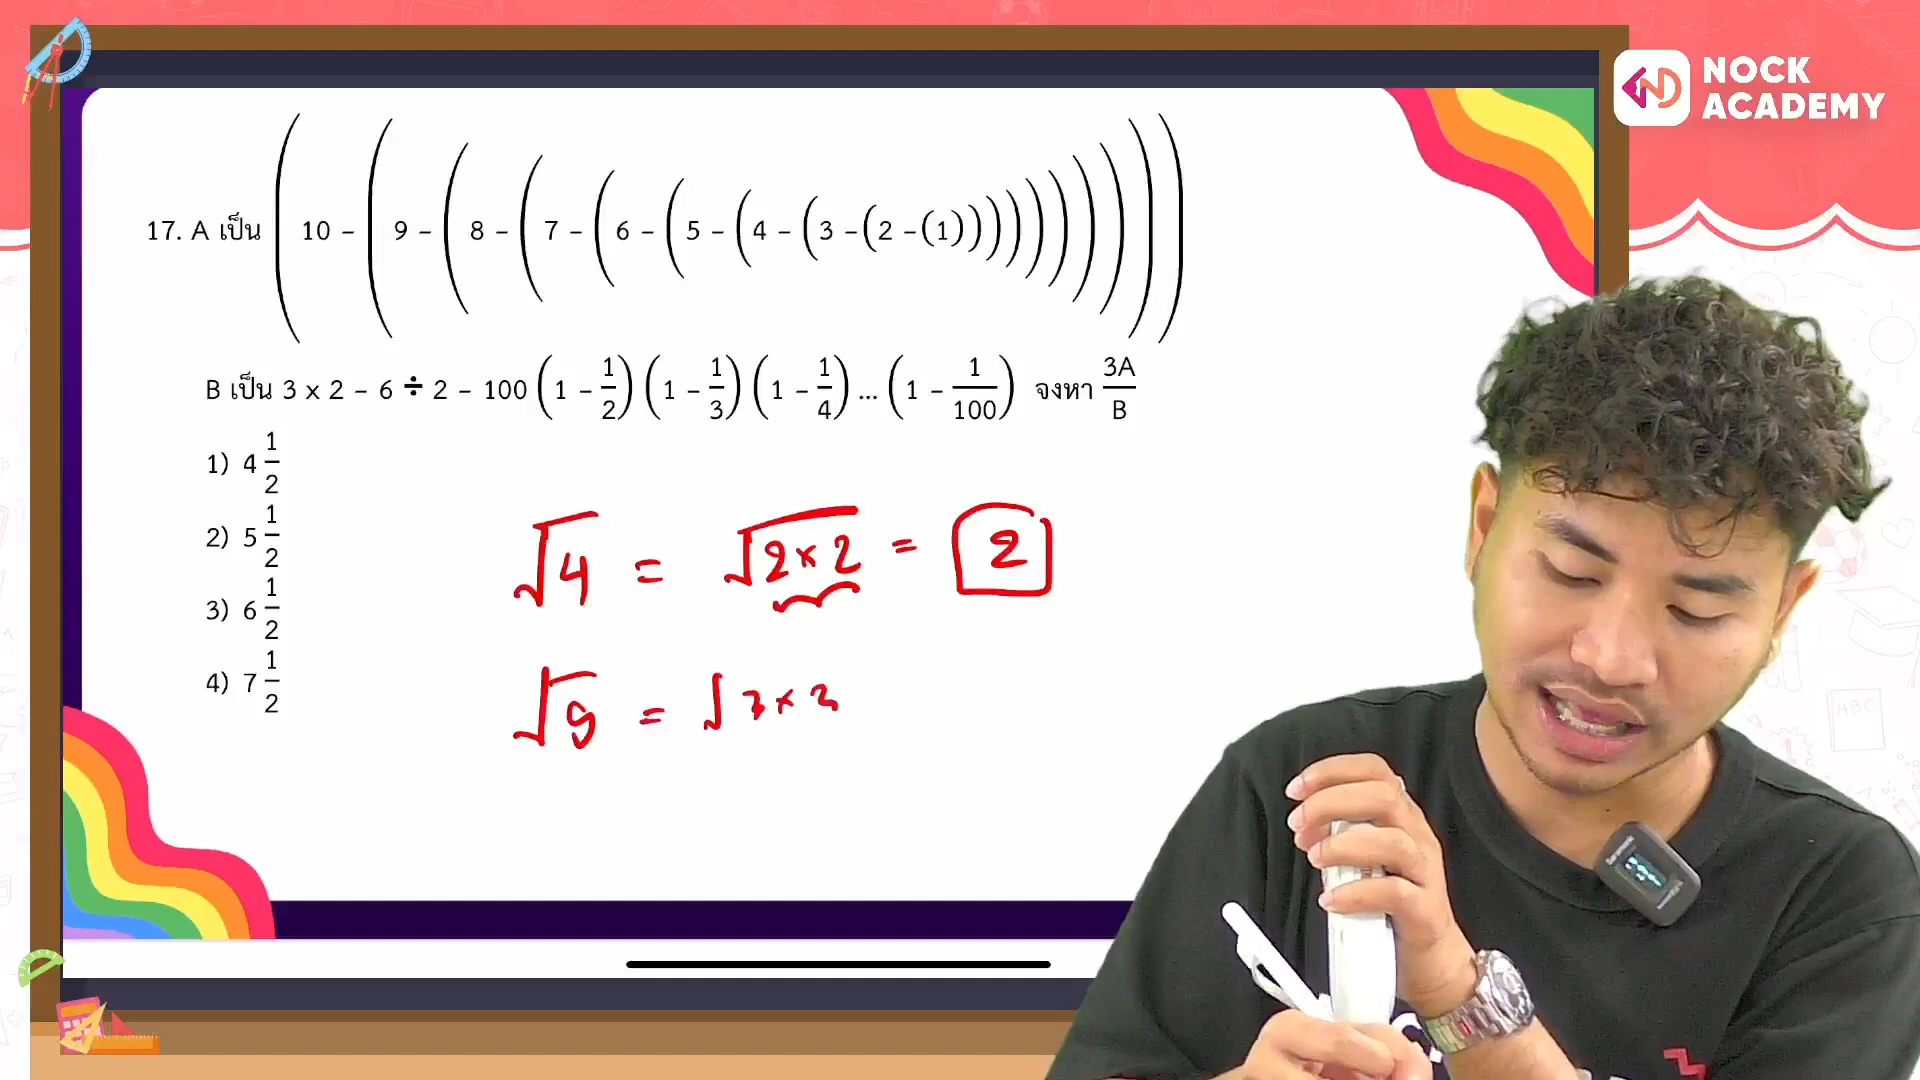 NOCK
ACADEMY
17. A เป็น (10 – (9 – (8 – (7 – (6 – (5 – (4 – (3 – (2 – (1))))))))))
B เป็น 3 x 2 – 6 ÷ 2 – 100 (1 – 1/2) (1 – 1/3) (1 – 1/4) ... (1 – 1/100) จงหา 3A/B
1) 4 1/2
2) 5 1/2
3) 6 1/2
4) 7 1/2
√4 = √2×2 = 2
√9 = √3×3